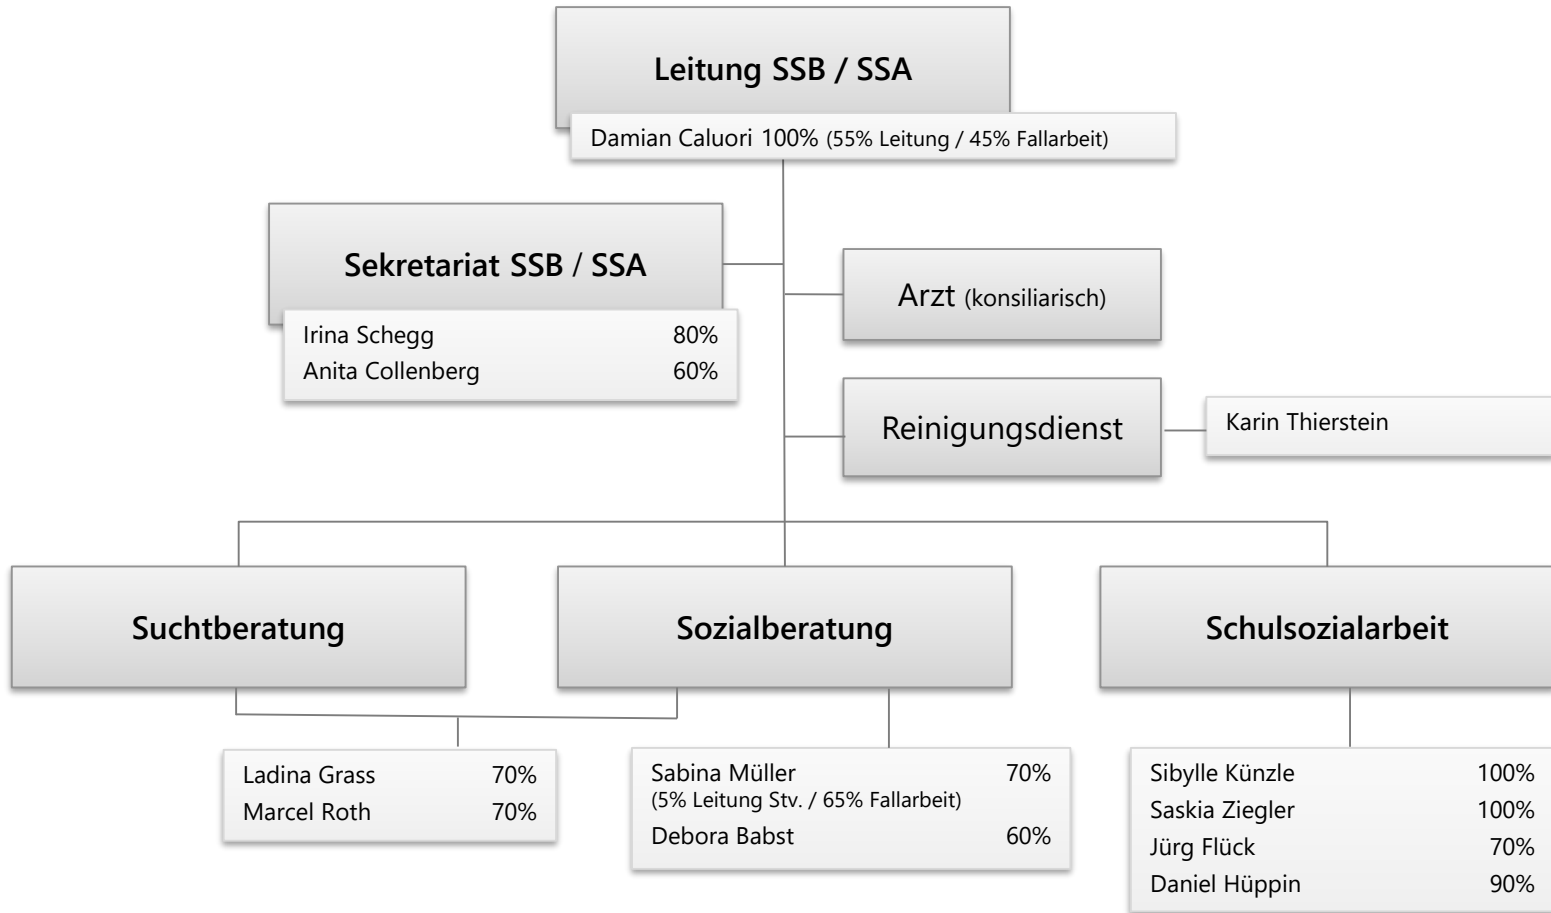 Leitung SSB / SSA
Damian Caluori 100% (55% Leitung / 45% Fallarbeit)
Sekretariat SSB / SSA
Irina Schegg 80%
Anita Collenberg 60%
Arzt (konsiliarisch)
Reinigungsdienst
Karin Thierstein
Suchtberatung
Sozialberatung
Schulsozialarbeit
Ladina Grass 70%
Marcel Roth 70%
Sabina Müller 70%
(5% Leitung Stv. / 65% Fallarbeit)
Debora Babst 60%
Sibylle Künzle 100%
Saskia Ziegler 100%
Jürg Flück 70%
Daniel Hüppin 90%